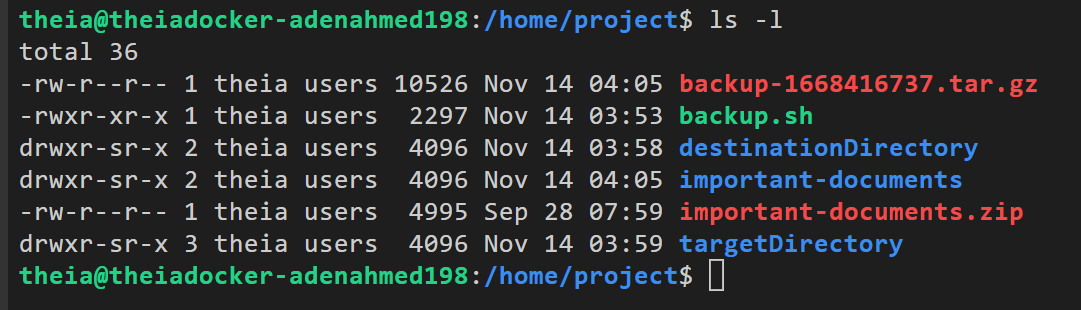 theia@theiadocker-adenahmed198:/home/project$ ls -l
total 36
-rw-r--r-- 1 theia users 10526 Nov 14 04:05 backup-1668416737.tar.gz
-rwxr-xr-x 1 theia users  2297 Nov 14 03:53 backup.sh
drwxr-sr-x 2 theia users  4096 Nov 14 03:58 destinationDirectory
drwxr-sr-x 2 theia users  4096 Nov 14 04:05 important-documents
-rw-r--r-- 1 theia users  4995 Sep 28 07:59 important-documents.zip
drwxr-sr-x 3 theia users  4096 Nov 14 03:59 targetDirectory
theia@theiadocker-adenahmed198:/home/project$